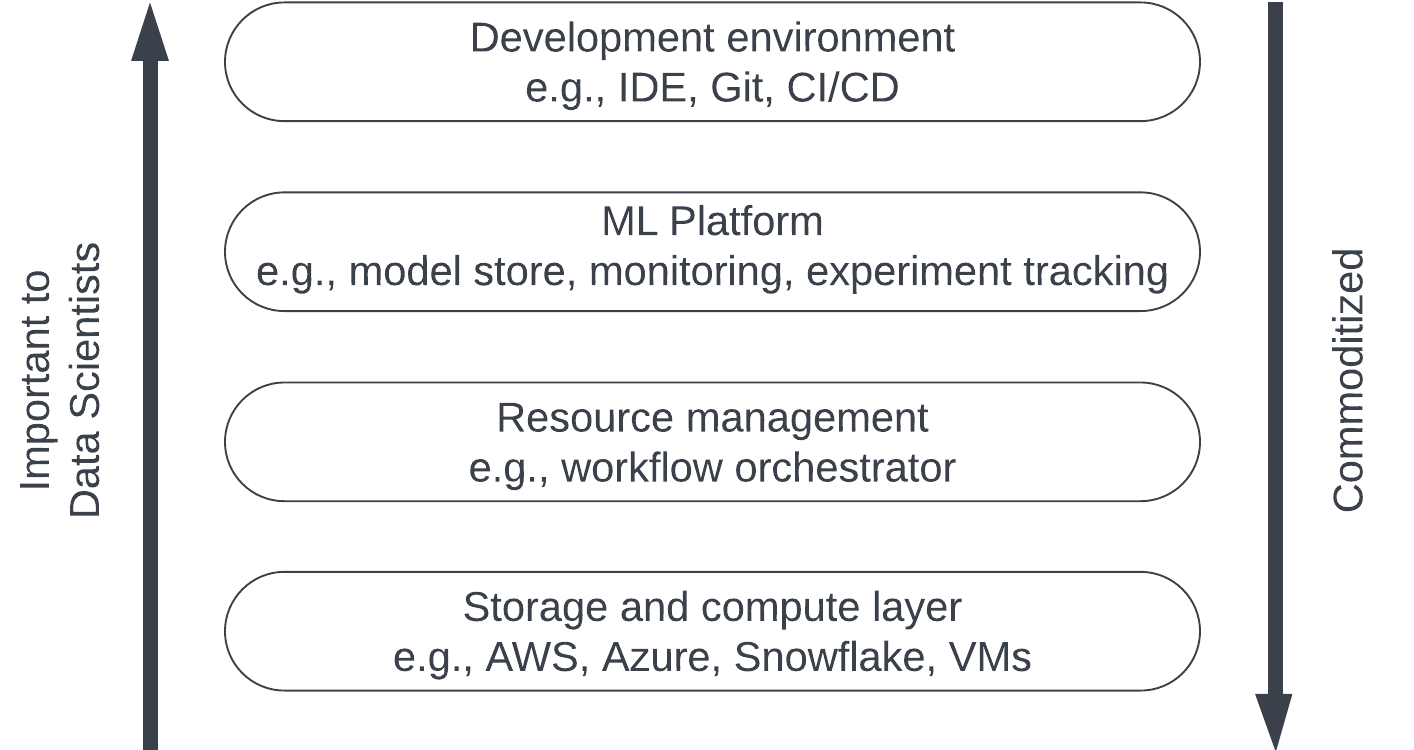 Development environment
e.g., IDE, Git, CI/CD
ML Platform
e.g., model store, monitoring, experiment tracking
Resource management
e.g., workflow orchestrator
Storage and compute layer
e.g., AWS, Azure, Snowflake, VMs
Important to
Data Scientists
Commoditized